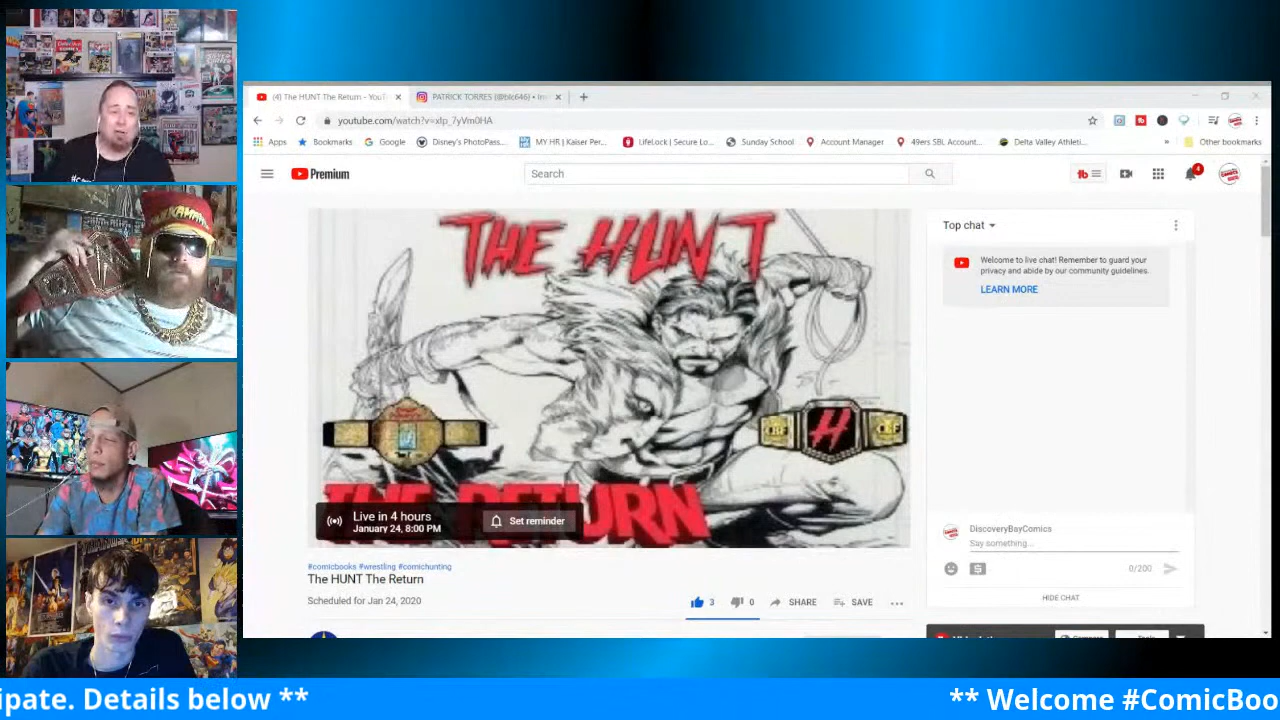 (4) The HUNT The Return - YouT
PATRICK TORRES (@blc646) • Ins
youtube.com/watch?v=xlp_7yVm0HA
Apps
Bookmarks
Google
Disney's PhotoPass...
MY HR | Kaiser Per...
LifeLock | Secure Lo...
Sunday School
Account Manager
49ers SBL Account...
Delta Valley Athleti...
»
Other bookmarks
Premium
Search
tb
4
THE HUNT
H
THE RETURN
Live in 4 hours
January 24, 8:00 PM
Set reminder
Top chat
Welcome to live chat! Remember to guard your
privacy and abide by our community guidelines.
LEARN MORE
DiscoveryBayComics
Say something...
0/200
HIDE CHAT
#comicbooks #wrestling #comichunting
The HUNT The Return
Scheduled for Jan 24, 2020
3
0
SHARE
SAVE
ipate. Details below **
** Welcome #ComicBoo